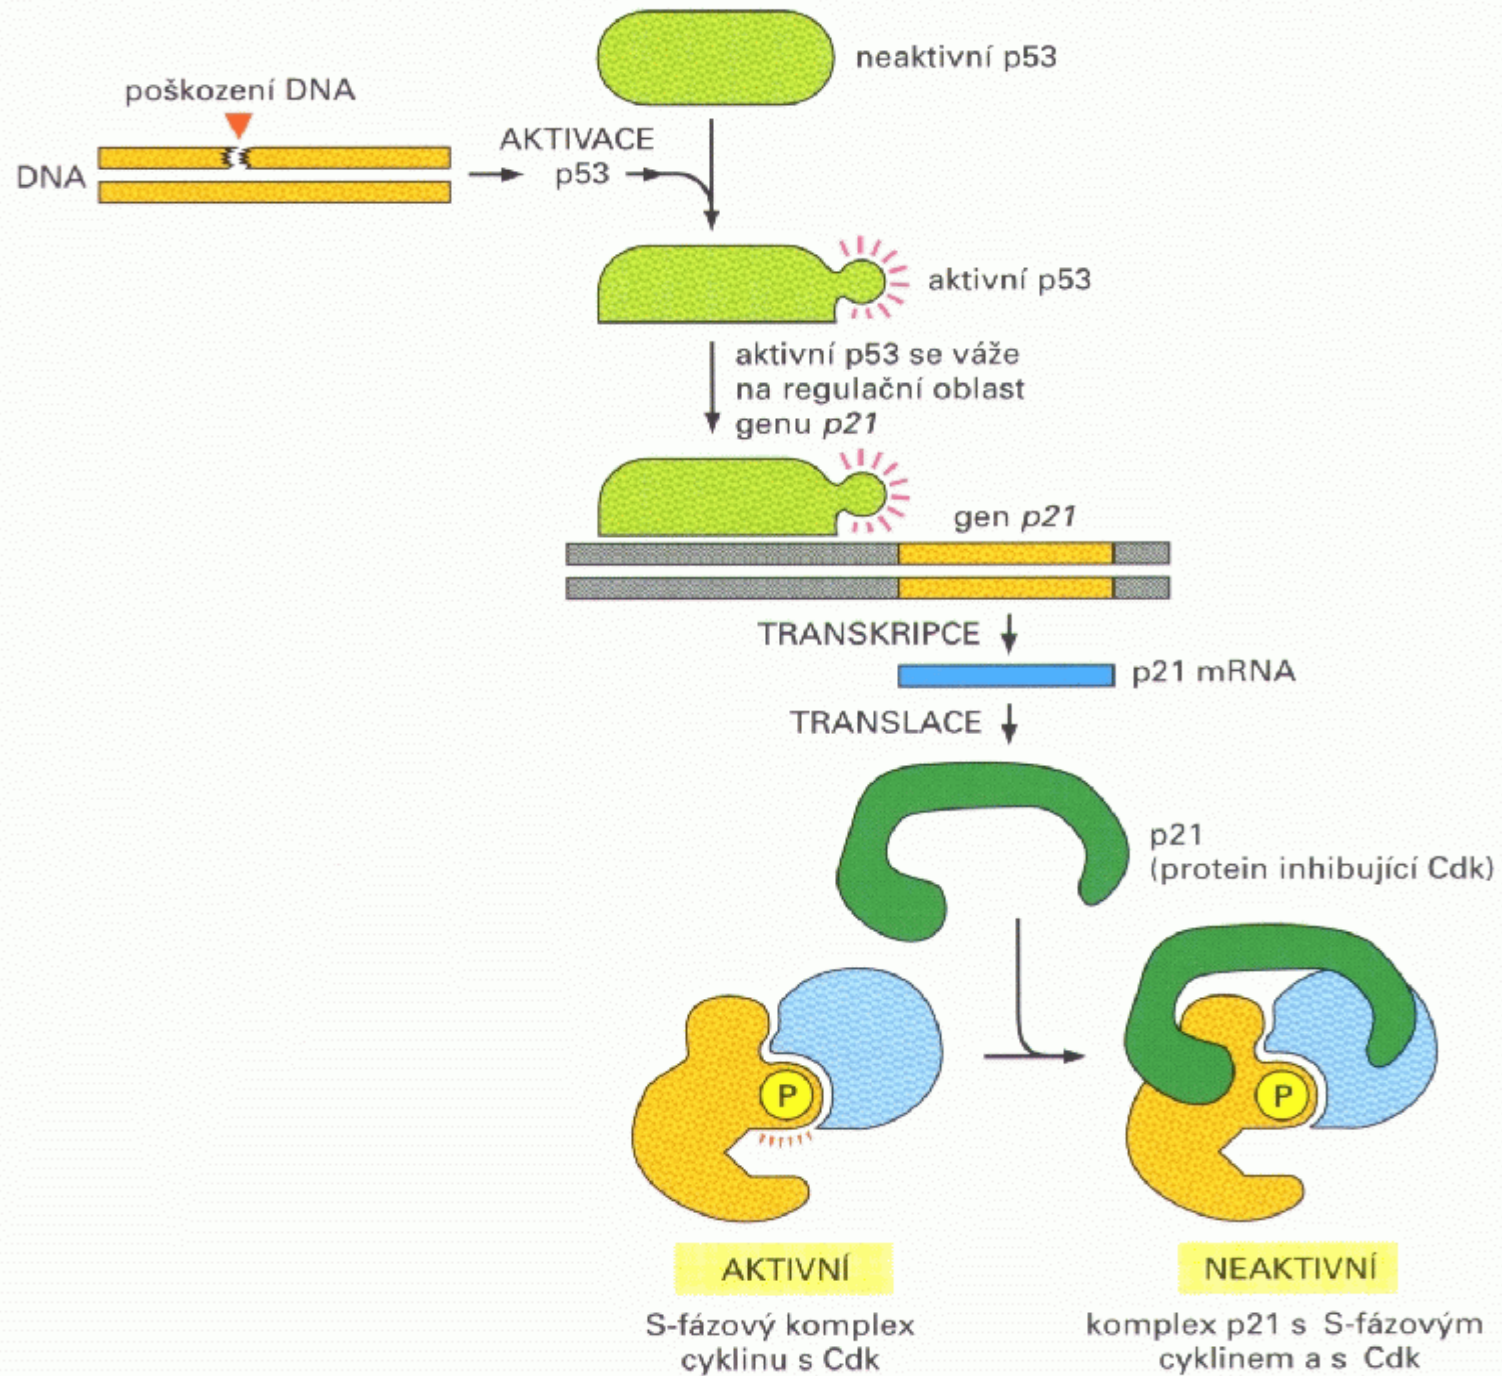 neaktivní p53
poškození DNA
DNA
AKTIVACE
p53
aktivní p53
aktivní p53 se váže
na regulační oblast
genu p21
gen p21
TRANSKRIPCE
p21 mRNA
TRANSLACE
p21
(protein inhibující Cdk)
P
P
AKTIVNÍ
S-fázový komplex
cyklinu s Cdk
NEAKTIVNÍ
komplex p21 s S-fázovým
cyklinem a s Cdk